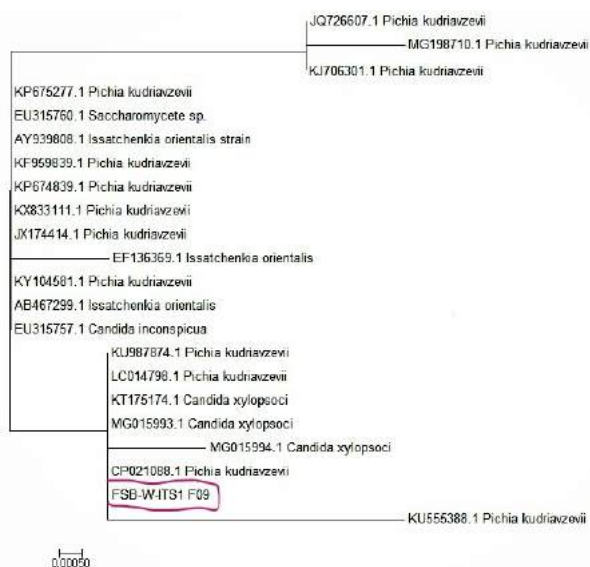 JQ726607.1 Pichia kudriavzevii
MG198710.1 Pichia kudriavzevii
KJ706301.1 Pichia kudriavzevii
KP675277.1 Pichia kudriavzevii
EU315760.1 Saccharomycete sp.
AY939808.1 Issatchenkia orientalis strain
KF959839.1 Pichia kudriavzevii
KP674839.1 Pichia kudriavzevii
KX833111.1 Pichia kudriavzevii
JX174414.1 Pichia kudriavzevii
EF136369.1 Issatchenkia orientalis
KY104581.1 Pichia kudriavzevii
AB467299.1 Issatchenkia orientalis
EU315757.1 Candida inconspicua
KU987874.1 Pichia kudriavzevii
LC014798.1 Pichia kudriavzevii
KT175174.1 Candida xylopsoci
MG015993.1 Candida xylopsoci
MG015994.1 Candida xylopsoci
CP021088.1 Pichia kudriavzevii
FSB-W-ITS1 F09
KU555388.1 Pichia kudriavzevii
0.00050